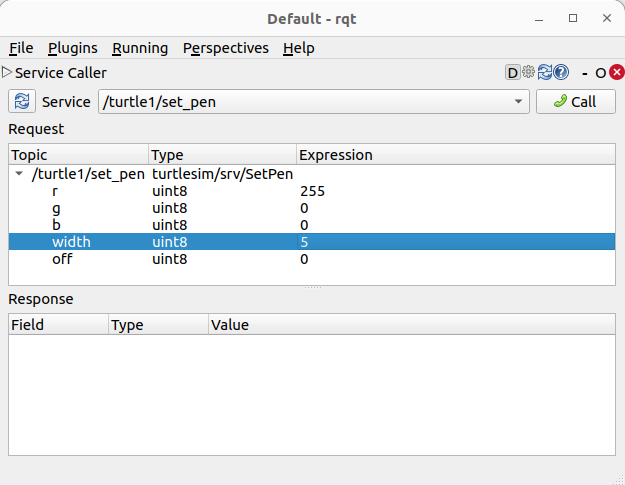 Default - rqt
File Plugins Running Perspectives Help
Service Caller D - O
Service /turtle1/set_pen Call
Request
Topic Type Expression
/turtle1/set_pen turtlesim/srv/SetPen
r uint8 255
g uint8 0
b uint8 0
width uint8 5
off uint8 0
Response
Field Type Value